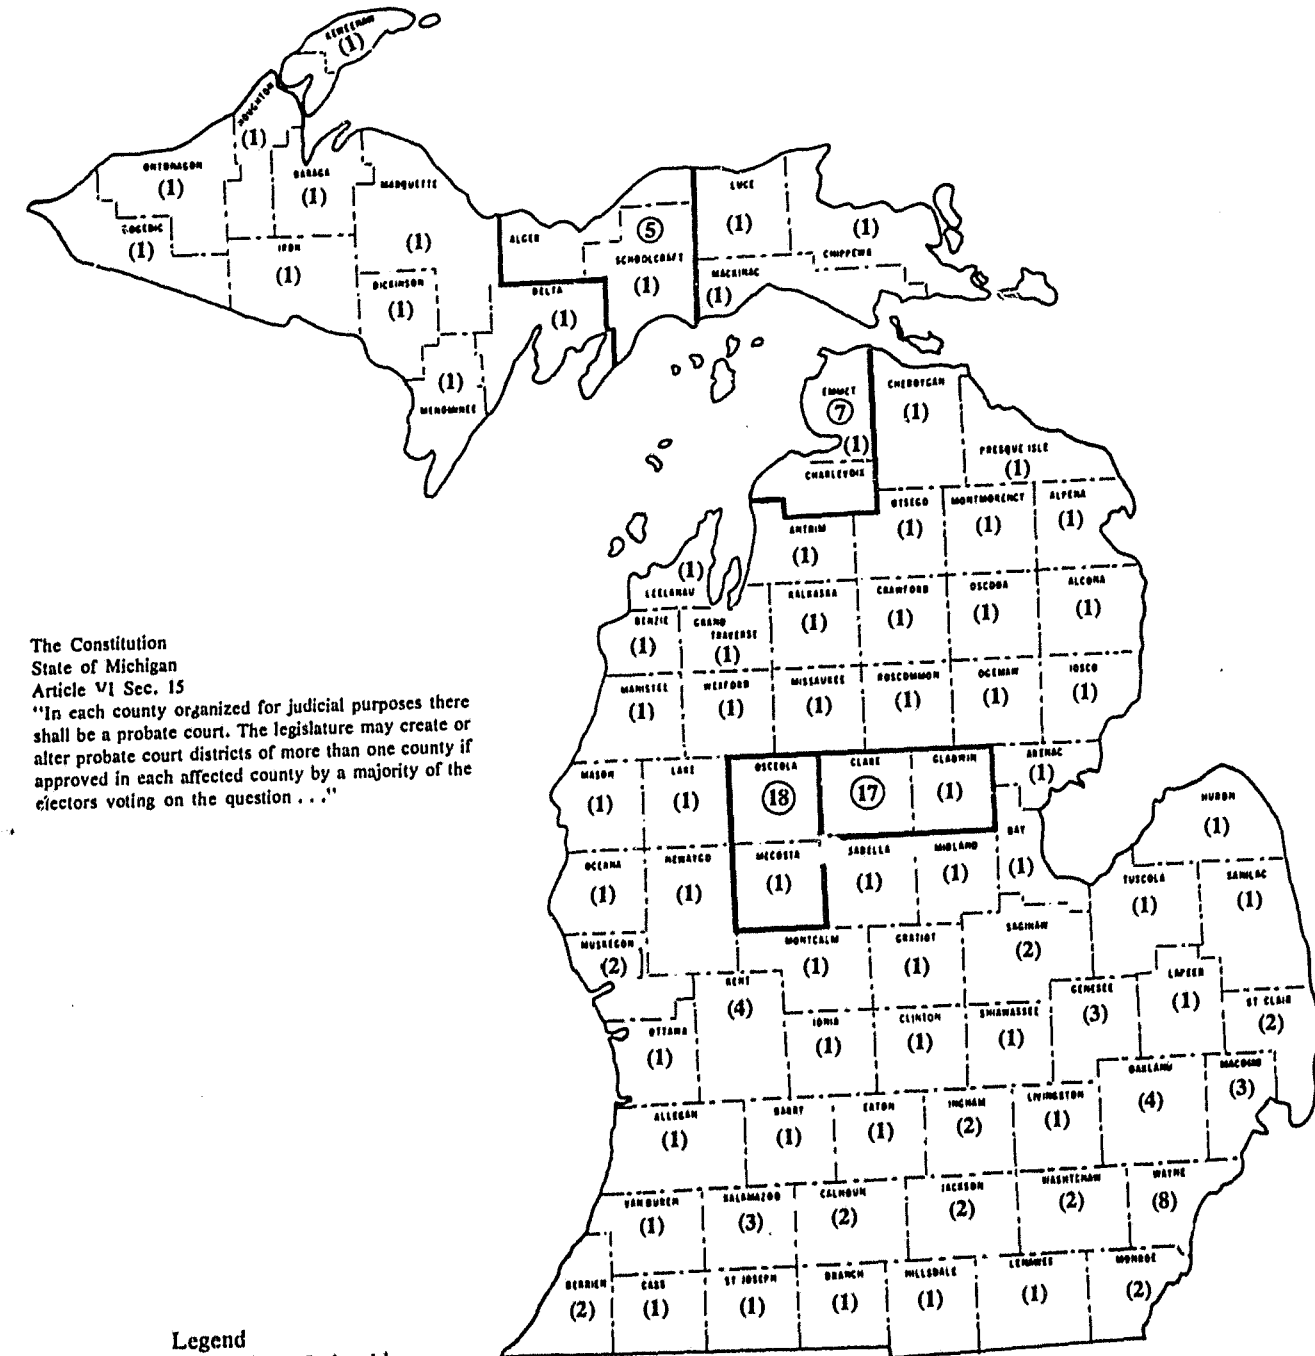 KEWEENAW
(1)
HOUGHTON
(1)
ONTONAGON
(1)
BARAGA
(1)
MARQUETTE
(1)
GOGEBIC
(1)
IRON
(1)
DICKINSON
(1)
MENOMINEE
(1)
ALGER
DELTA
(1)
5
SCHOOLCRAFT
(1)
LUCE
(1)
MACKINAC
(1)
CHIPPEWA
(1)
EMMET
7
(1)
CHARLEVOIX
CHEBOYGAN
(1)
PRESQUE ISLE
(1)
ANTRIM
(1)
OTSEGO
(1)
MONTMORENCY
(1)
ALPENA
(1)
LEELANAU
(1)
BENZIE
(1)
GRAND
TRAVERSE
(1)
KALKASKA
(1)
CRAWFORD
(1)
OSCODA
(1)
ALCONA
(1)
The Constitution
State of Michigan
Article VI Sec. 15
"In each county organized for judicial purposes there
shall be a probate court. The legislature may create or
alter probate court districts of more than one county if
approved in each affected county by a majority of the
electors voting on the question . . ."
MANISTEE
(1)
WEXFORD
(1)
MISSAUKEE
(1)
ROSCOMMON
(1)
OGEMAW
(1)
IOSCO
(1)
MASON
(1)
LAKE
(1)
OSCEOLA
18
CLARE
17
GLADWIN
(1)
ARENAC
(1)
OCEANA
(1)
NEWAYGO
(1)
MECOSTA
(1)
ISABELLA
(1)
MIDLAND
(1)
BAY
(1)
HURON
(1)
TUSCOLA
(1)
SANILAC
(1)
MUSKEGON
(2)
MONTCALM
(1)
GRATIOT
(1)
SAGINAW
(2)
KENT
(4)
OTTAWA
(1)
IONIA
(1)
CLINTON
(1)
SHIAWASSEE
(1)
GENESEE
(3)
LAPEER
(1)
ST CLAIR
(2)
ALLEGAN
(1)
BARRY
(1)
EATON
(1)
INGHAM
(2)
LIVINGSTON
(1)
OAKLAND
(4)
MACOMB
(3)
VAN BUREN
(1)
KALAMAZOO
(3)
CALHOUN
(2)
JACKSON
(2)
WASHTENAW
(2)
WAYNE
(8)
BERRIEN
(2)
CASS
(1)
ST JOSEPH
(1)
BRANCH
(1)
HILLSDALE
(1)
LENAWEE
(1)
MONROE
(2)
Legend